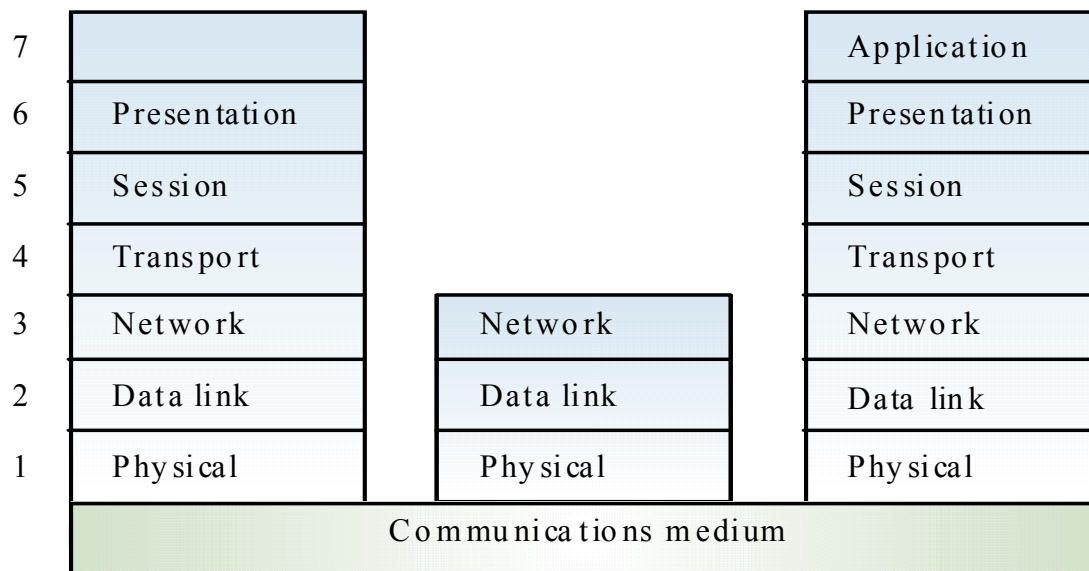 7 Application
6 Presentation Presentation
5 Session Session
4 Transport Transport
3 Network Network Network
2 Data link Data link Data link
1 Physical Physical Physical
Communications medium